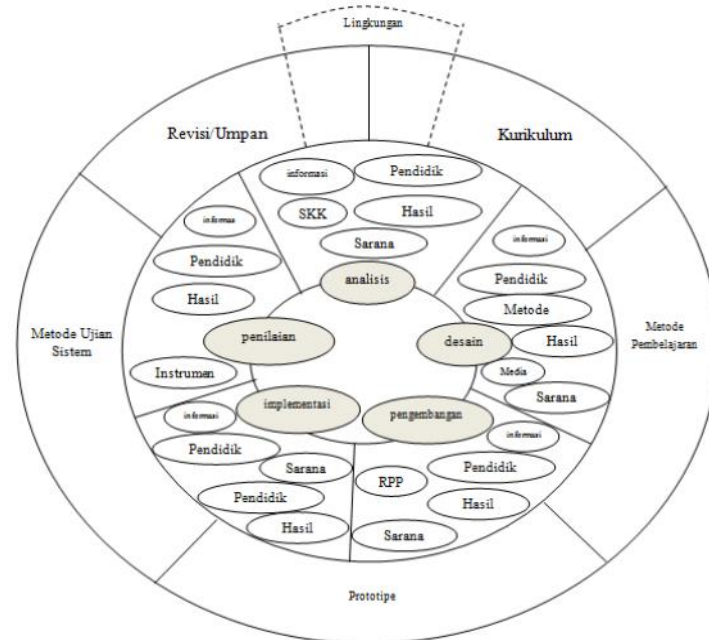 Lingkungan
Revisi/Umpan
Kurikulum
informasi
Pendidik
SKK
Hasil
Sarana
analisis
informaa
Pendidik
Hasil
penilaian
Instrumen
informasi
Pendidik
Metode
Hasil
desain
Media
Sarana
Metode Ujian
Sistem
Metode
Pembelajaran
implementasi
informasi
Pendidik
Sarana
Pendidik
Hasil
pengembangan
informasi
Pendidik
RPP
Hasil
Sarana
Prototipe